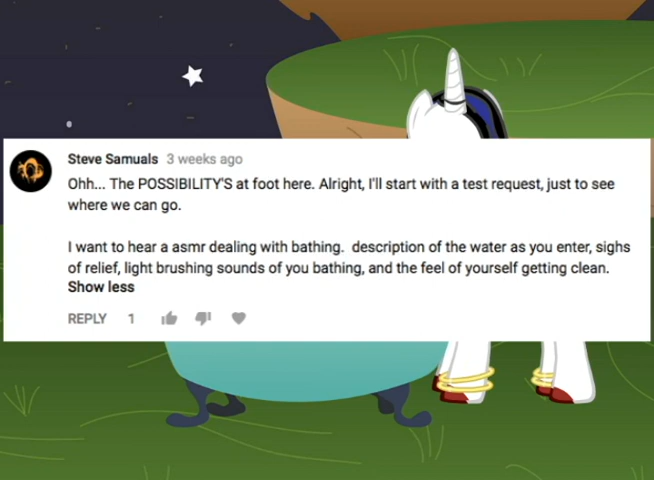 Steve Samuals 3 weeks ago
Ohh... The POSSIBILITY'S at foot here. Alright, I'll start with a test request, just to see
where we can go.
I want to hear a asmr dealing with bathing.  description of the water as you enter, sighs
of relief, light brushing sounds of you bathing, and the feel of yourself getting clean.
Show less
REPLY 1